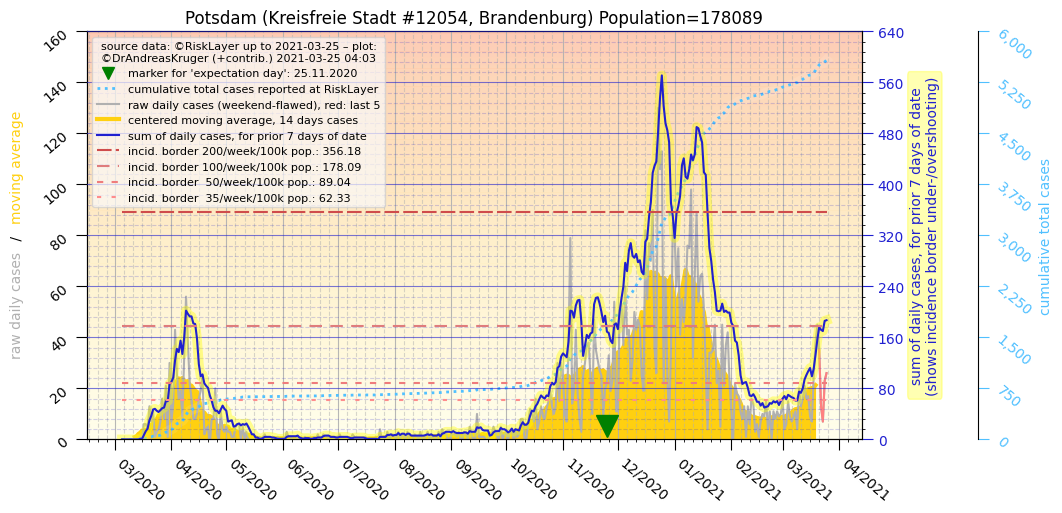 Potsdam (Kreisfreie Stadt #12054, Brandenburg) Population=178089
source data: ©RiskLayer up to 2021-03-25 – plot:
©DrAndreasKruger (+contrib.) 2021-03-25 04:03
marker for 'expectation day': 25.11.2020
cumulative total cases reported at RiskLayer
raw daily cases (weekend-flawed), red: last 5
centered moving average, 14 days cases
sum of daily cases, for prior 7 days of date
incid. border 200/week/100k pop.: 356.18
incid. border 100/week/100k pop.: 178.09
incid. border  50/week/100k pop.: 89.04
incid. border  35/week/100k pop.: 62.33
raw daily cases / moving average
160
140
120
100
80
60
40
20
0
640
560
480
400
320
240
160
80
0
sum of daily cases, for prior 7 days of date
(shows incidence border under-/overshooting)
6,000
5,250
4,500
3,750
3,000
2,250
1,500
750
0
cumulative total cases
03/2020
04/2020
05/2020
06/2020
07/2020
08/2020
09/2020
10/2020
11/2020
12/2020
01/2021
02/2021
03/2021
04/2021